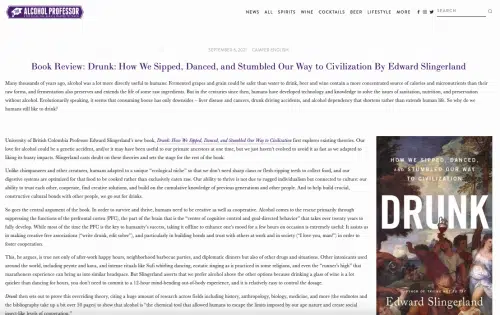 ALCOHOL PROFESSOR
NEWS ALL SPIRITS WINE COCKTAILS BEER LIFESTYLE MORE SEARCH
SEPTEMBER 6, 2021
Book Review: Drunk: How We Sipped, Danced, and Stumbled Our Way to Civilization By Edward Slingerland
Many thousands of years ago, alcohol was a lot more directly useful to humans. Fermented grapes and grain could be safer than water to drink, beer and wine contain a more concentrated source of calories and micronutrients than their
raw forms, and fermentation also preserves and extends the life of some raw ingredients. But in the centuries since then, humans have developed technology and knowledge to solve the issues of sanitation, nutrition, and preservation
without alcohol. Evolutionarily speaking, it seems that consuming booze has only downsides – liver disease and cancers, drunk driving accidents, and alcohol dependency that shortens rather than extends human life. So why do we
humans still like to drink?
University of British Columbia Professor Edward Slingerland's new book, Drunk: How We Sipped, Danced, and Stumbled Our Way to Civilization first explores existing theories. Our
love for alcohol could be a genetic accident, and/or it may have been useful to our primate ancestors at one time, but we just haven't evolved to avoid it as fast as we adapted to
liking its boozy impacts. Slingerland casts doubt on these theories and sets the stage for the rest of the book:
Unlike chimpanzees and other creatures, humans adapted to a unique "ecological niche" so that we don't need sharp claws or flesh-ripping teeth to collect food, and our
digestive systems are optimized for that food to be cooked rather than exclusively eaten raw. Our ability to thrive is not due to rugged individualism but connected to culture: our
ability to trust each other, cooperate, find creative solutions, and build on the cumulative knowledge of previous generations and other people. And to help build crucial,
constructive cultural bonds with other people, we go out for drinks.
So goes the central argument of the book. In order to survive and thrive, humans need to be creative as well as cooperative. Alcohol comes to the rescue primarily through
suppressing the function of the prefrontal cortex (PFC), the part of the brain that is the "center of cognitive control and goal-directed behavior" that takes over twenty years to
fully develop. While most of the time the PFC is the key to humanity's success, taking it offline to enhance one's mood for a few hours on occasion is extremely useful: It assists us
in making creative free associations ("write drunk, edit sober"), and particularly in building bonds and trust with others at work and in society ("I love you, man!") in order to
foster cooperation.
This, he argues, is true not only of after-work happy hours, neighborhood barbecue parties, and diplomatic dinners but also of other drugs and situations. Other intoxicants used
around the world, including peyote and kava, and intense rituals like Sufi whirling dancing, ecstatic singing as it practiced in some religions, and even the "runner's high" that
marathoners experience can bring us into similar headspace. But Slingerland asserts that we prefer alcohol above the other options because drinking a glass of wine is a lot
quicker than dancing for hours, you don't need to commit to a 12-hour mind-bending out-of-body experience, and it is relatively easy to control the dosage.
Drunk then sets out to prove this overriding theory, citing a huge amount of research across fields including history, anthropology, biology, medicine, and more (the endnotes and
the bibliography take up a bit over 50 pages) to show that alcohol is "the chemical tool that allowed humans to escape the limits imposed by our ape nature and create social
insect-like levels of cooperation."
HOW WE SIPPED, DANCED,
AND STUMBLED OUR WAY
TO CIVILIZATION
DRUNK
Edward Slingerland